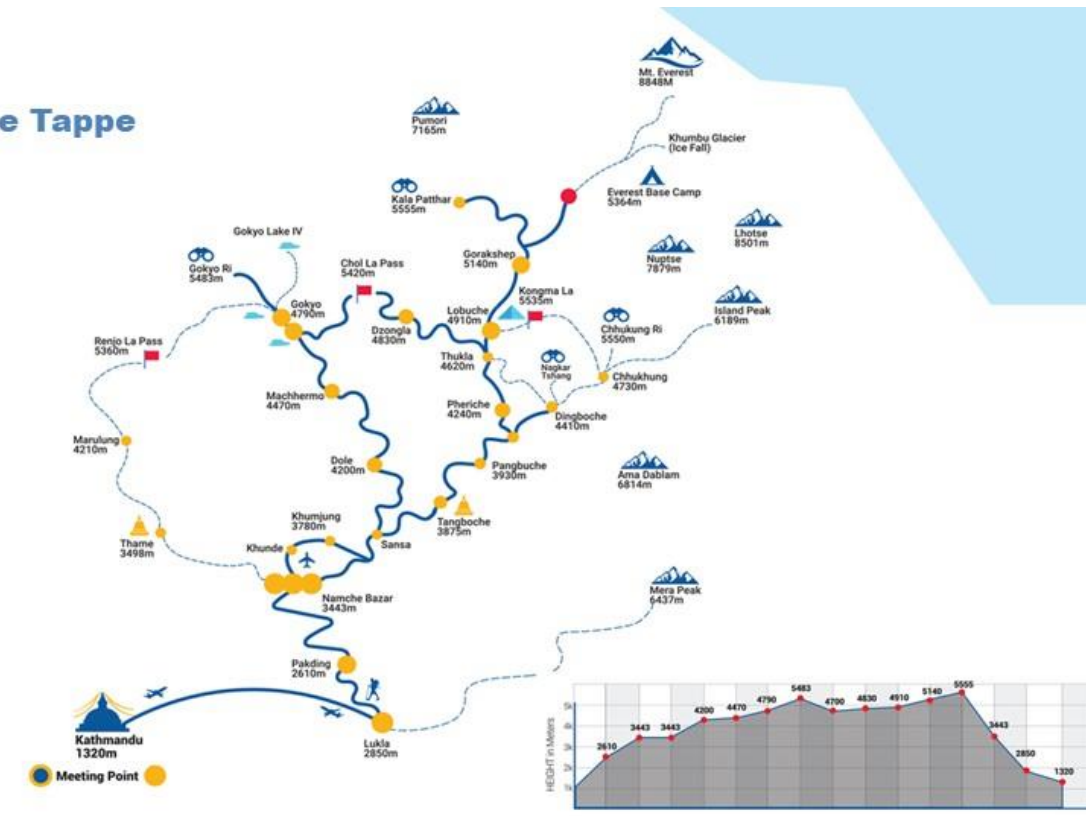 e Tappe
Mt. Everest
8848M
Pumori
7165m
Khumbu Glacier
(Ice Fall)
Kala Patthar
5555m
Everest Base Camp
5364m
Lhotse
8501m
Gokyo Lake IV
Gokyo Ri
5483m
Chol La Pass
5420m
Gorakshep
5140m
Nuptse
7879m
Gokyo
4790m
Kongma La
5535m
Lobuche
4910m
Island Peak
6189m
Dzongla
4830m
Chhukung Ri
5550m
Renjo La Pass
5360m
Thukla
4620m
Nagkar
Tshang
Chhukhung
4730m
Machhermo
4470m
Pheriche
4240m
Dingboche
4410m
Marulung
4210m
Dole
4200m
Pangbuche
3930m
Ama Dablam
6814m
Khumjung
3780m
Tangboche
3875m
Thame
3498m
Khunde
Sansa
Namche Bazar
3443m
Mera Peak
6437m
Pakding
2610m
Kathmandu
1320m
Lukla
2850m
Meeting Point
HEIGHT in Meters
5k
4k
3k
2k
1k
2610
3443
3443
4200
4470
4790
5483
4700
4830
4910
5140
5555
3443
2850
1320